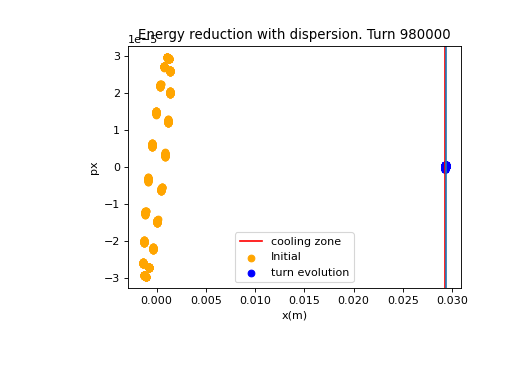 Energy reduction with dispersion. Turn 980000
1e−5
3
2
1
0
−1
−2
−3
px
0.000 0.005 0.010 0.015 0.020 0.025 0.030
x(m)
cooling zone
Initial
turn evolution